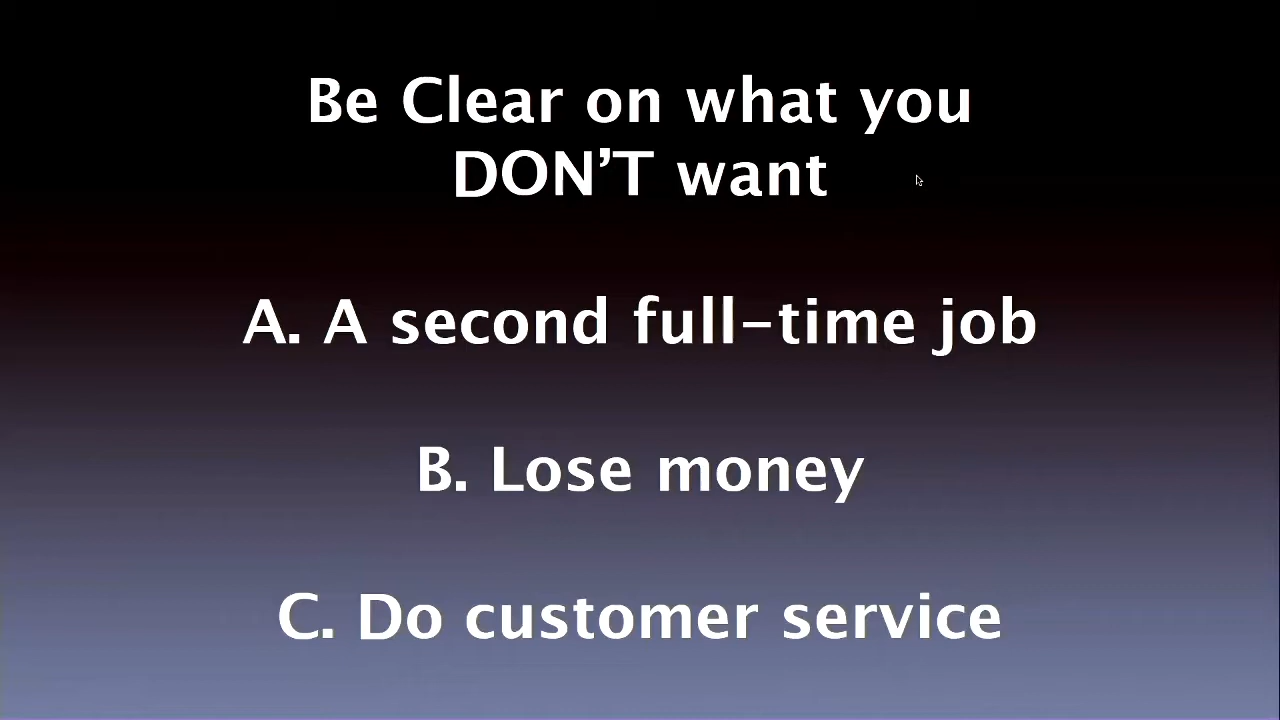 Be Clear on what you
DON’T want
A. A second full-time job
B. Lose money
C. Do customer service